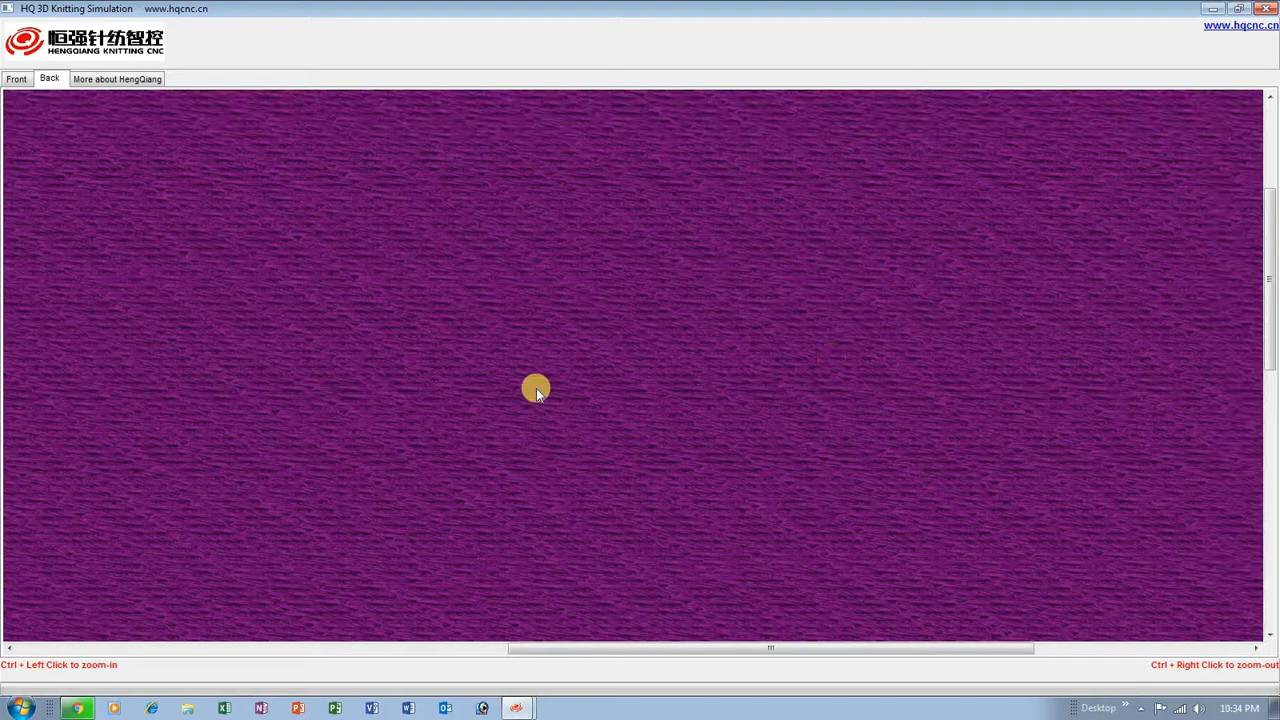 HQ 3D Knitting Simulation www.hqcnc.cn
www.hqcnc.cn
恒强针纺智控
HENGQIANG KNITTING CNC
Front Back More about HengQiang
Ctrl + Left Click to zoom-in Ctrl + Right Click to zoom-out
Desktop 10:34 PM